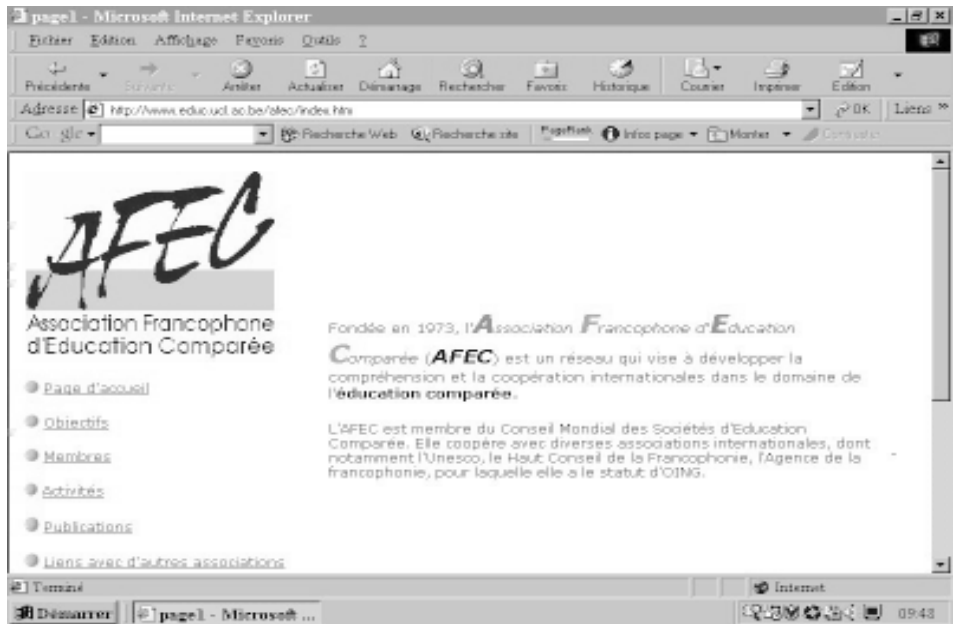 page1 - Microsoft Internet Explorer
Fichier Edition Affichage Favoris Outils ?
Précédente Suivante Arrêter Actualiser Démarrage Rechercher Favoris Historique Courrier Imprimer Edition
Adresse http://www.educ.ucl.ac.be/afec/index.htm OK Liens »
Google Recherche Web Recherche site PageRank Infos page Monter
AFEC
Association Francophone
d'Education Comparée
Page d'accueil
Objectifs
Membres
Activités
Publications
Liens avec d'autres associations
Fondée en 1973, l'Association Francophone d'Education
Comparée (AFEC) est un réseau qui vise à développer la
compréhension et la coopération internationales dans le domaine de
l'éducation comparée.
L'AFEC est membre du Conseil Mondial des Sociétés d'Education
Comparée. Elle coopère avec diverses associations internationales, dont
notamment l'Unesco, le Haut Conseil de la Francophonie, l'Agence de la
francophonie, pour laquelle elle a le statut d'OING.
Terminé Internet
Démarrer page1 - Microsoft ... 09:48